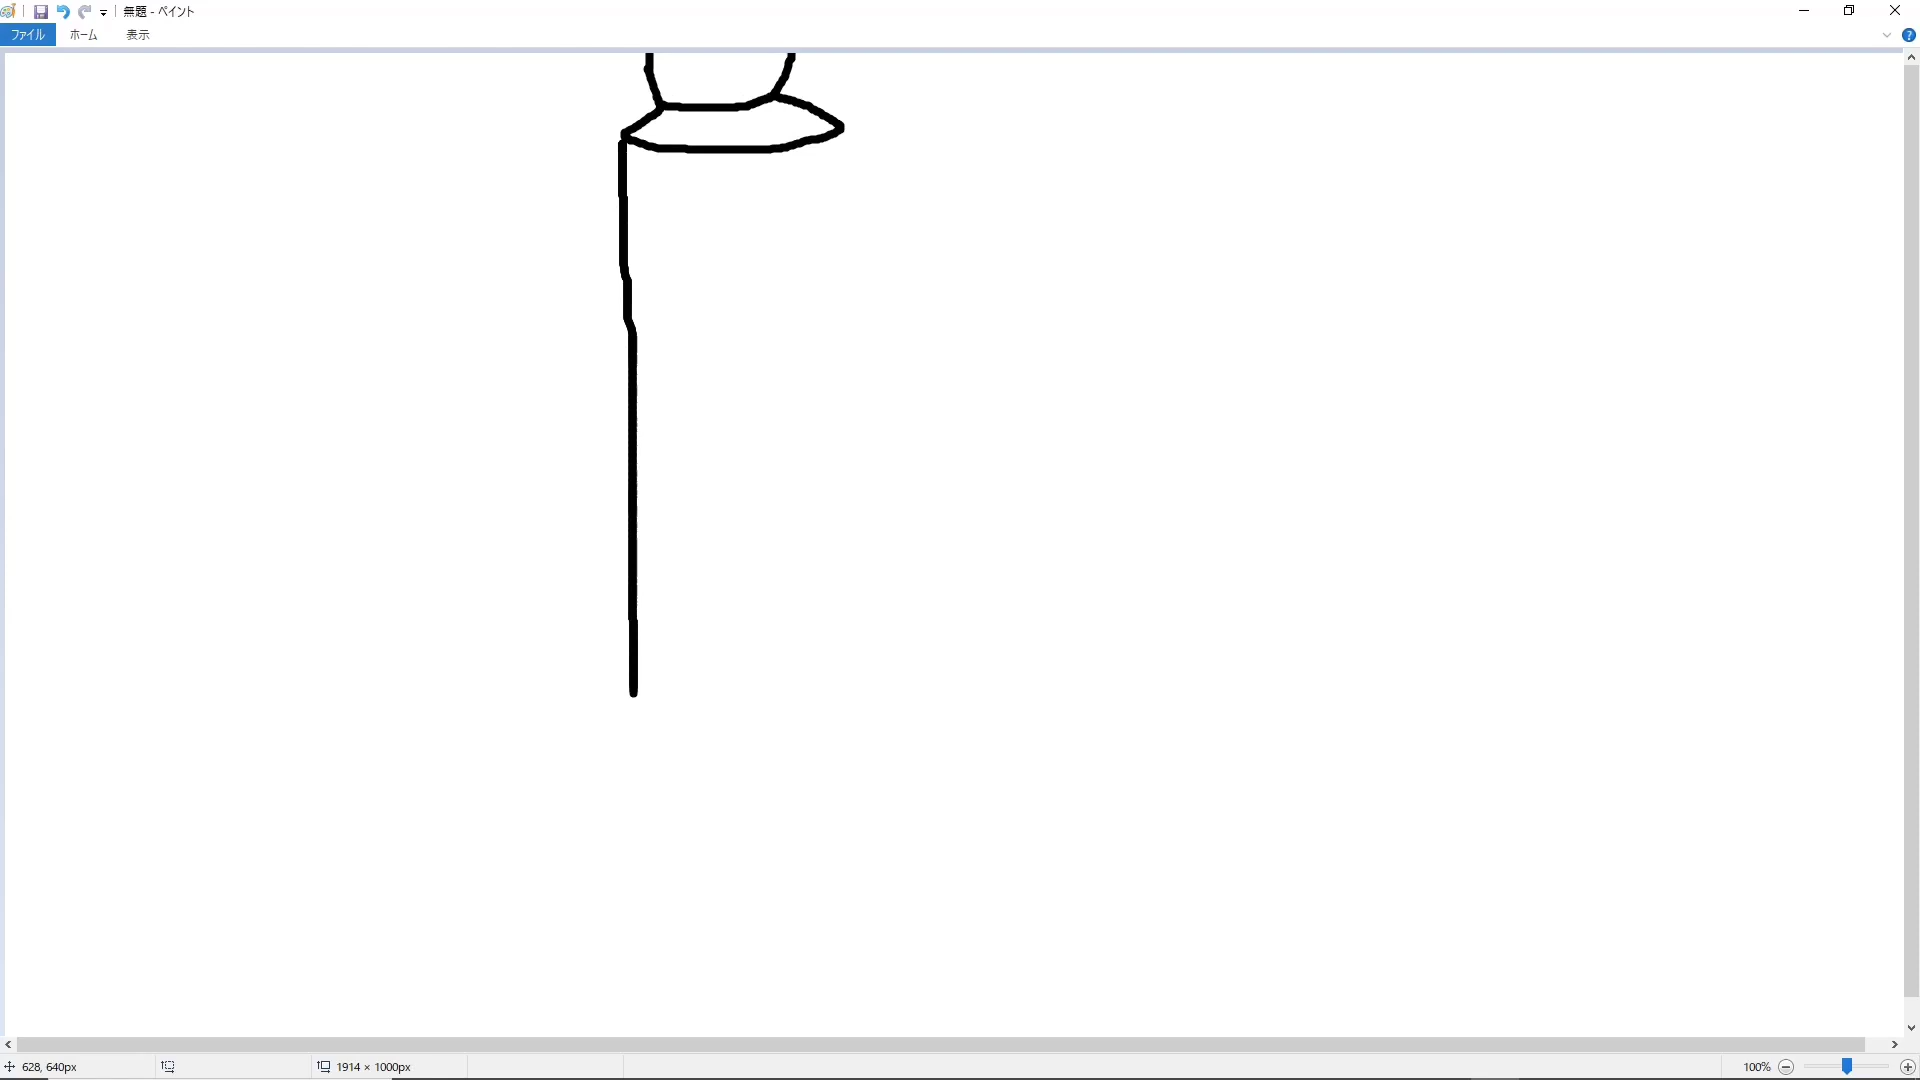 無題 - ペイント
ファイル ホーム 表示
628, 640px 1914 × 1000px 100%